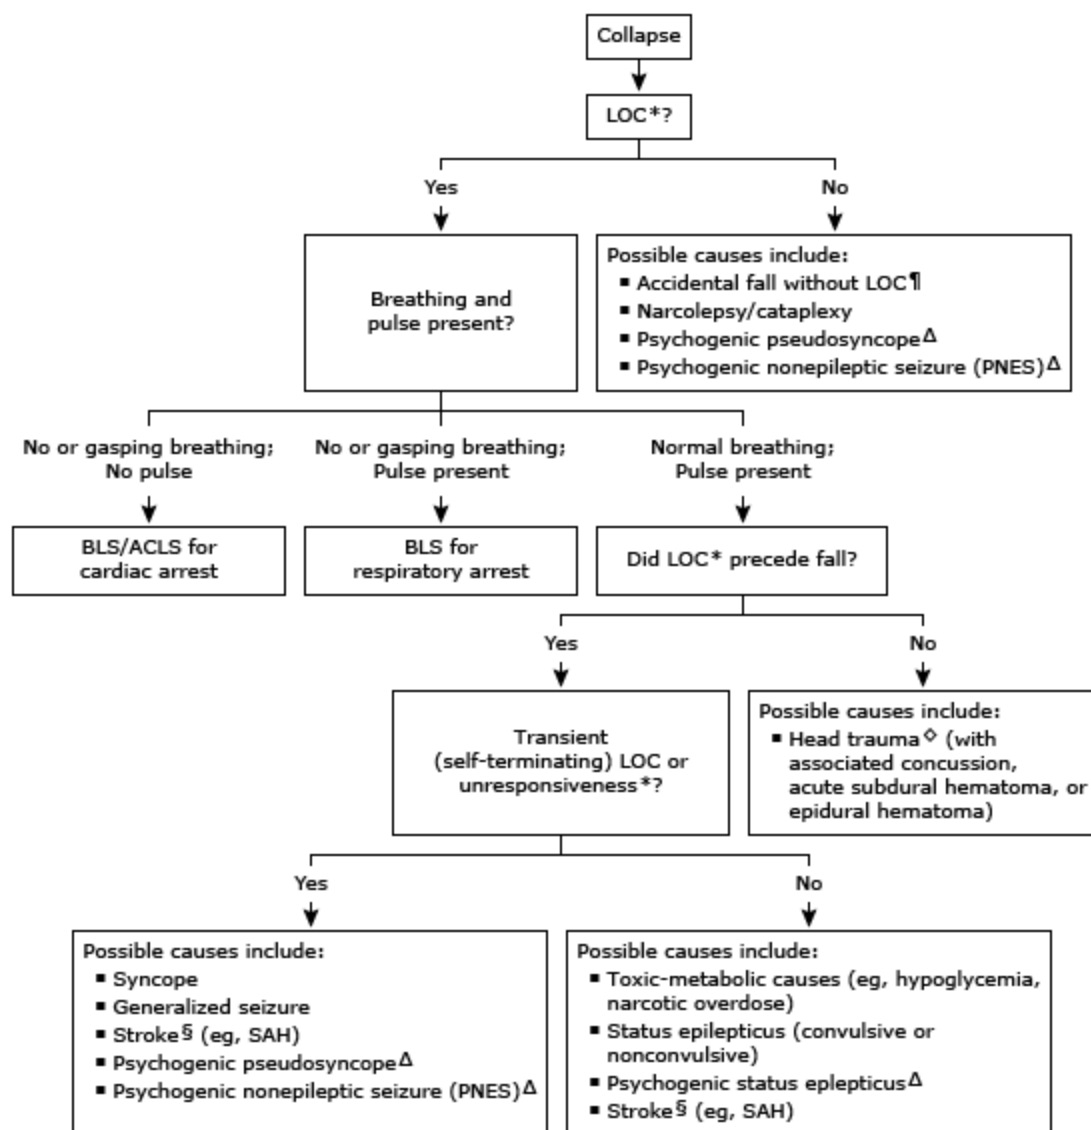 Collapse
LOC*?
Yes
No
Breathing and
pulse present?
Possible causes include:
▪ Accidental fall without LOC¶
▪ Narcolepsy/cataplexy
▪ Psychogenic pseudosyncopeΔ
▪ Psychogenic nonepileptic seizure (PNES)Δ
No or gasping breathing;
No pulse
No or gasping breathing;
Pulse present
Normal breathing;
Pulse present
BLS/ACLS for
cardiac arrest
BLS for
respiratory arrest
Did LOC* precede fall?
Yes
No
Transient
(self-terminating) LOC or
unresponsiveness*?
Possible causes include:
▪ Head trauma◇ (with
associated concussion,
acute subdural hematoma, or
epidural hematoma)
Yes
No
Possible causes include:
▪ Syncope
▪ Generalized seizure
▪ Stroke§ (eg, SAH)
▪ Psychogenic pseudosyncopeΔ
▪ Psychogenic nonepileptic seizure (PNES)Δ
Possible causes include:
▪ Toxic-metabolic causes (eg, hypoglycemia,
narcotic overdose)
▪ Status epilepticus (convulsive or
nonconvulsive)
▪ Psychogenic status eplepticusΔ
▪ Stroke§ (eg, SAH)